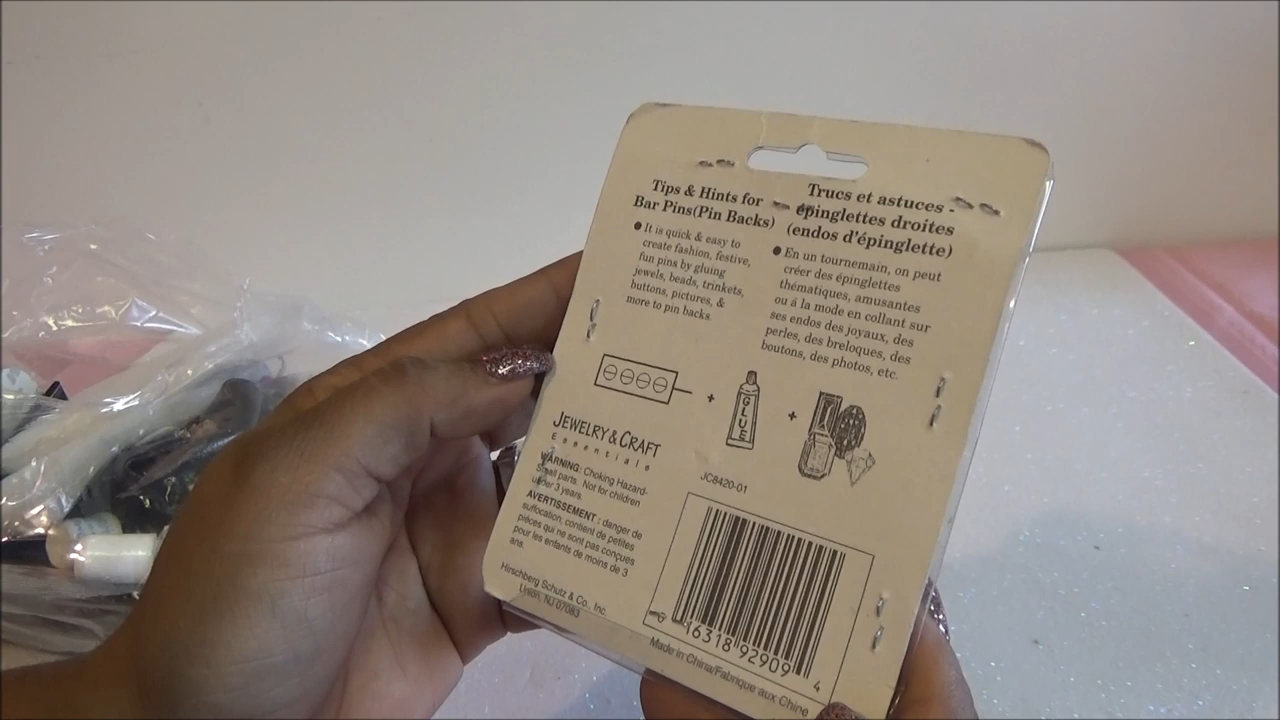 Tips & Hints for
Bar Pins(Pin Backs)
It is quick & easy to
create fashion, festive,
fun pins by gluing
jewels, beads, trinkets,
buttons, pictures, &
more to pin backs.
Trucs et astuces -
épinglettes droites
(endos d'épinglette)
En un tournemain, on peut
créer des épinglettes
thématiques, amusantes
ou á la mode en collant sur
ses endos des joyaux, des
perles, des breloques, des
boutons, des photos, etc.
+
GLUE
+
JEWELRY & CRAFT
Essentials
WARNING: Choking Hazard-
Small parts. Not for children
under 3 years.
AVERTISSEMENT : danger de
suffocation, contient de petites
pièces qui ne sont pas conçues
pour les enfants de moins de 3
ans.
Hirschberg Schutz & Co., Inc.
Union, NJ 07083
JC8420-01
0 16318 92909 4
Made in China/Fabrique aux Chine